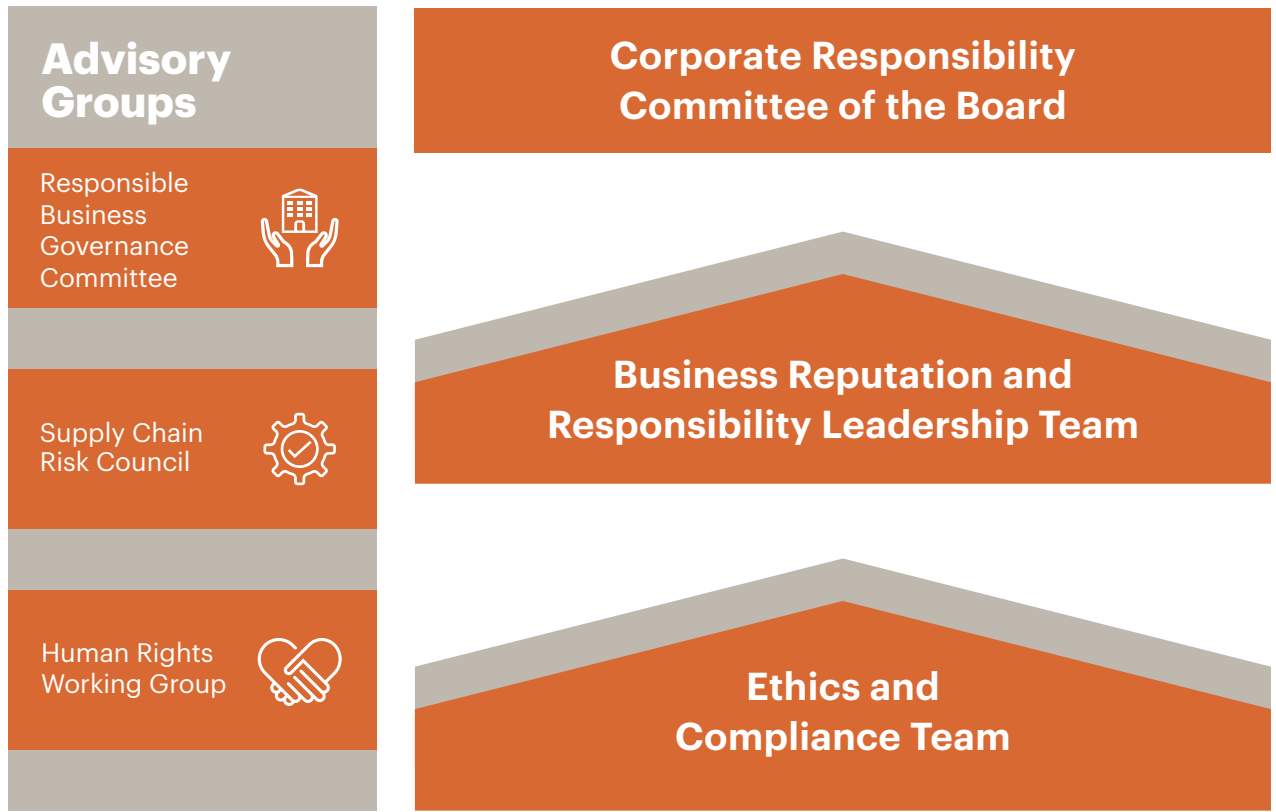 Advisory
Groups
Responsible
Business
Governance
Committee
Supply Chain
Risk Council
Human Rights
Working Group
Corporate Responsibility
Committee of the Board
Business Reputation and
Responsibility Leadership Team
Ethics and
Compliance Team